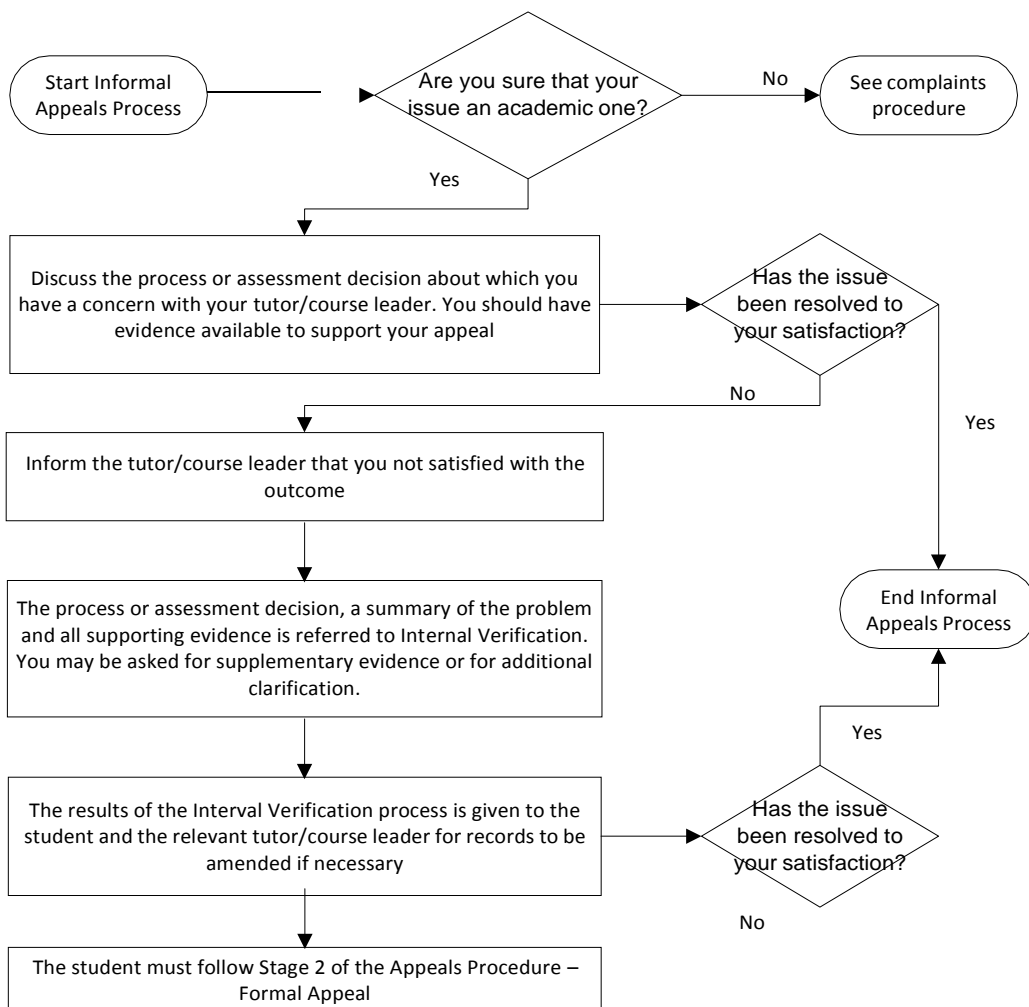 Start Informal
Appeals Process
Are you sure that your
issue an academic one?
No
See complaints
procedure
Yes
Discuss the process or assessment decision about which you
have a concern with your tutor/course leader. You should have
evidence available to support your appeal
Has the issue
been resolved to
your satisfaction?
No
Yes
Inform the tutor/course leader that you not satisfied with the
outcome
The process or assessment decision, a summary of the problem
and all supporting evidence is referred to Internal Verification.
You may be asked for supplementary evidence or for additional
clarification.
End Informal
Appeals Process
Yes
The results of the Interval Verification process is given to the
student and the relevant tutor/course leader for records to be
amended if necessary
Has the issue
been resolved to
your satisfaction?
No
The student must follow Stage 2 of the Appeals Procedure –
Formal Appeal